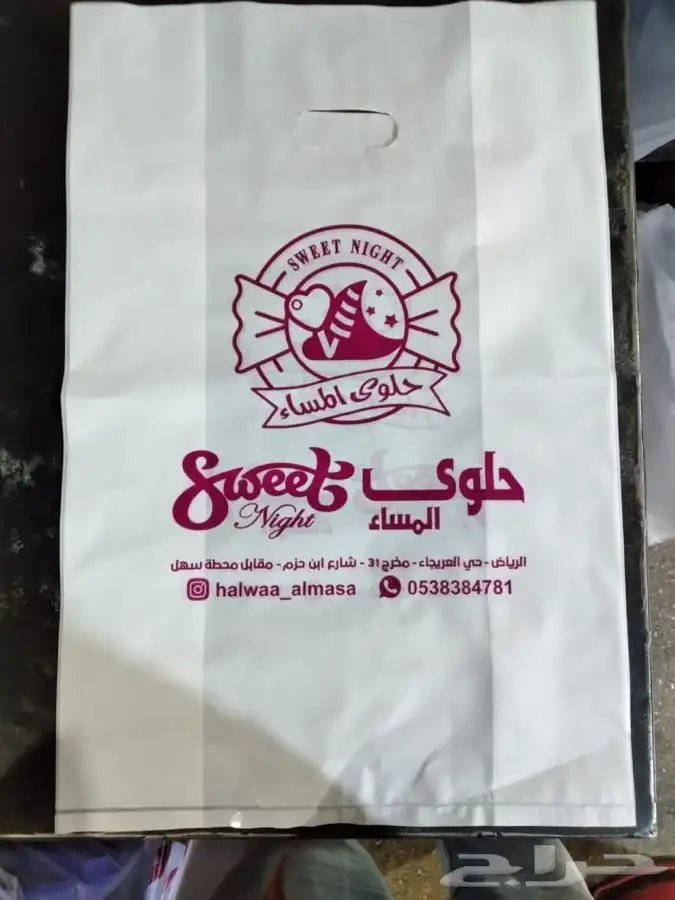 SWEET NIGHT
حلوى المساء
Sweet حلوى
Night المساء
الرياض - حي العريجاء - مخرج 31 - شارع ابن حزم - مقابل محطة سهل
halwaa_almasa 0538384781
حراج